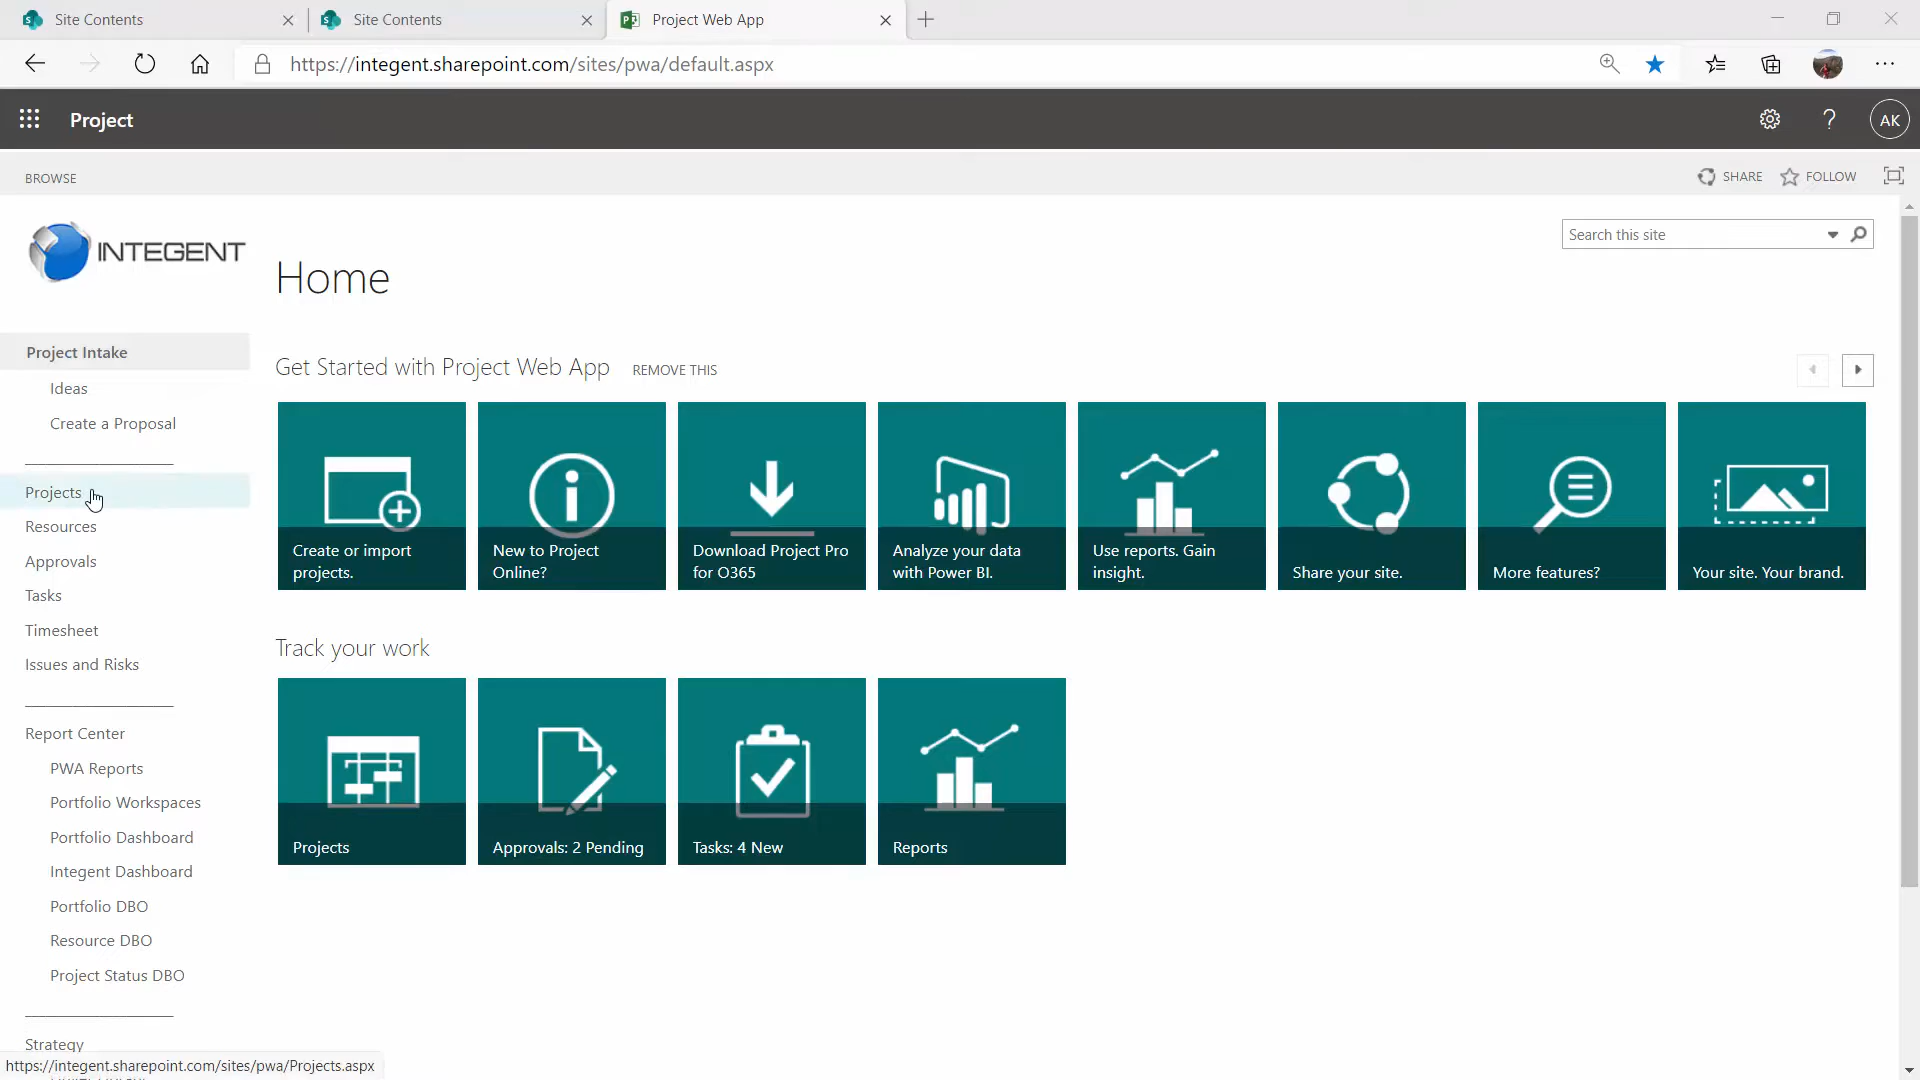 Site Contents
Site Contents
Project Web App
https://integent.sharepoint.com/sites/pwa/default.aspx
Project
AK
BROWSE
SHARE
FOLLOW
INTEGENT
Search this site
Home
Project Intake
Ideas
Create a Proposal
Projects
Resources
Approvals
Tasks
Timesheet
Issues and Risks
Report Center
PWA Reports
Portfolio Workspaces
Portfolio Dashboard
Integent Dashboard
Portfolio DBO
Resource DBO
Project Status DBO
Strategy
Get Started with Project Web App
REMOVE THIS
Create or import
projects.
New to Project
Online?
Download Project Pro
for O365
Analyze your data
with Power BI.
Use reports. Gain
insight.
Share your site.
More features?
Your site. Your brand.
Track your work
Projects
Approvals: 2 Pending
Tasks: 4 New
Reports
https://integent.sharepoint.com/sites/pwa/Projects.aspx